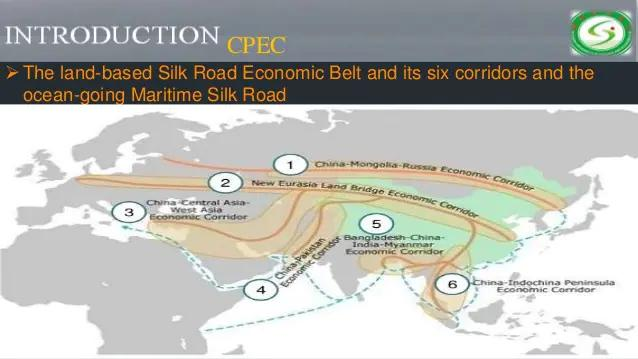 INTRODUCTION CPEC
➢ The land-based Silk Road Economic Belt and its six corridors and the
ocean-going Maritime Silk Road
1
China-Mongolia-Russia Economic Corridor
2
New Eurasia Land Bridge Economic Corridor
3
China-Central Asia-
West Asia
Economic Corridor
4
China-Pakistan
Economic Corridor
5
Bangladesh-China-
India-Myanmar
Economic Corridor
6
China-Indochina Peninsula
Economic Corridor